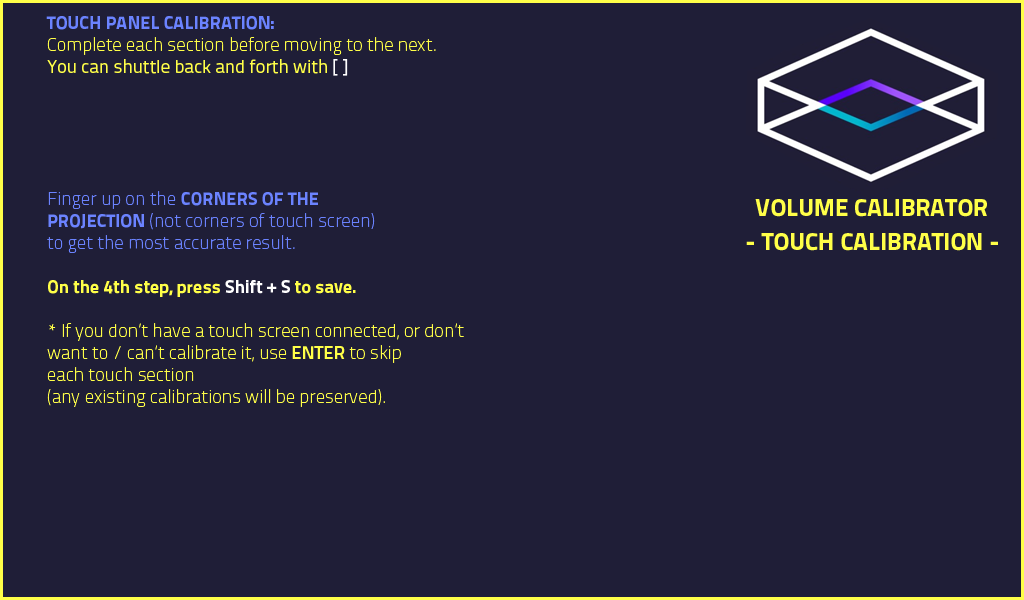 TOUCH PANEL CALIBRATION:
Complete each section before moving to the next.
You can shuttle back and forth with [ ]
Finger up on the CORNERS OF THE
PROJECTION (not corners of touch screen)
to get the most accurate result.
On the 4th step, press Shift + S to save.
* If you don't have a touch screen connected, or don't
want to / can't calibrate it, use ENTER to skip
each touch section
(any existing calibrations will be preserved).
VOLUME CALIBRATOR
- TOUCH CALIBRATION -